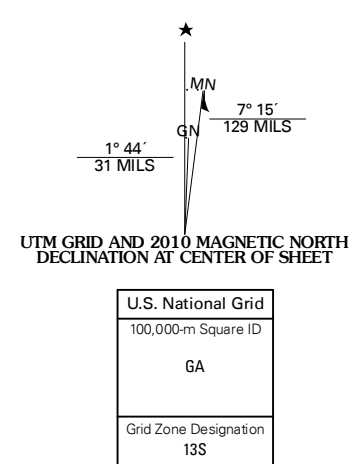 MN
7° 15´
129 MILS
GN
1° 44´
31 MILS
UTM GRID AND 2010 MAGNETIC NORTH
DECLINATION AT CENTER OF SHEET
U.S. National Grid
100,000-m Square ID
GA
Grid Zone Designation
13S